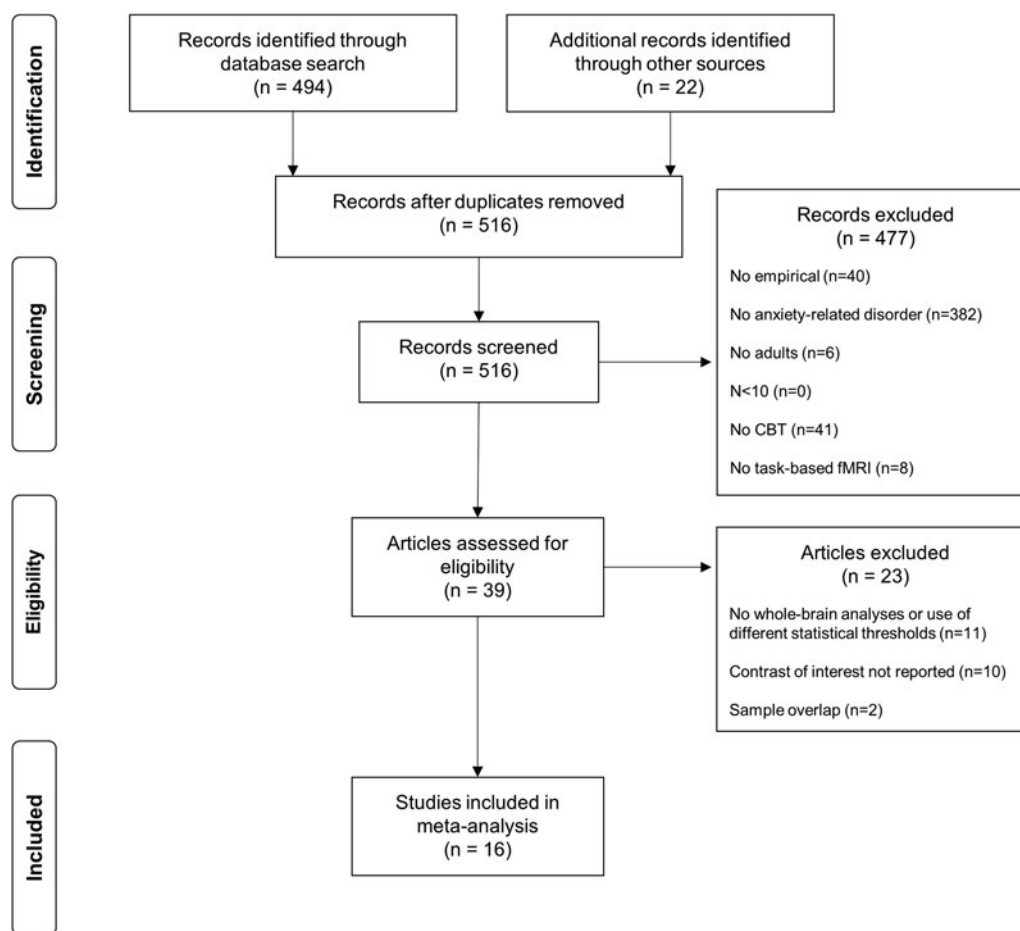 Identification
Records identified through
database search
(n = 494)
Additional records identified
through other sources
(n = 22)
Records after duplicates removed
(n = 516)
Screening
Records screened
(n = 516)
Records excluded
(n = 477)
No empirical (n=40)
No anxiety-related disorder (n=382)
No adults (n=6)
N<10 (n=0)
No CBT (n=41)
No task-based fMRI (n=8)
Eligibility
Articles assessed for
eligibility
(n = 39)
Articles excluded
(n = 23)
No whole-brain analyses or use of
different statistical thresholds (n=11)
Contrast of interest not reported (n=10)
Sample overlap (n=2)
Included
Studies included in
meta-analysis
(n = 16)